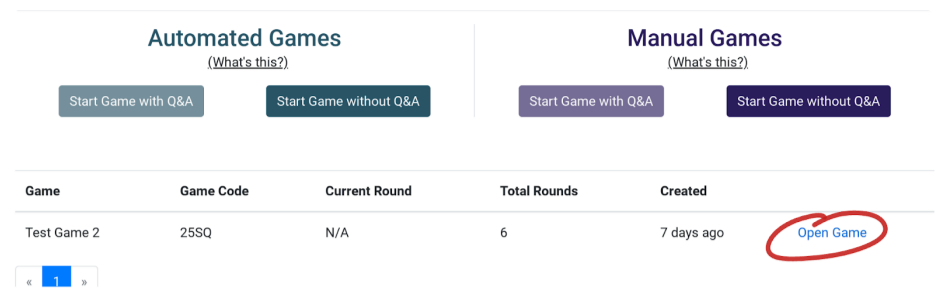 Automated Games
Manual Games
(What's this?)
(What's this?)
Start Game with Q&A
Start Game without Q&A
Start Game with Q&A
Start Game without Q&A
Game Game Code Current Round Total Rounds Created
Test Game 2 25SQ N/A 6 7 days ago Open Game
« 1 »